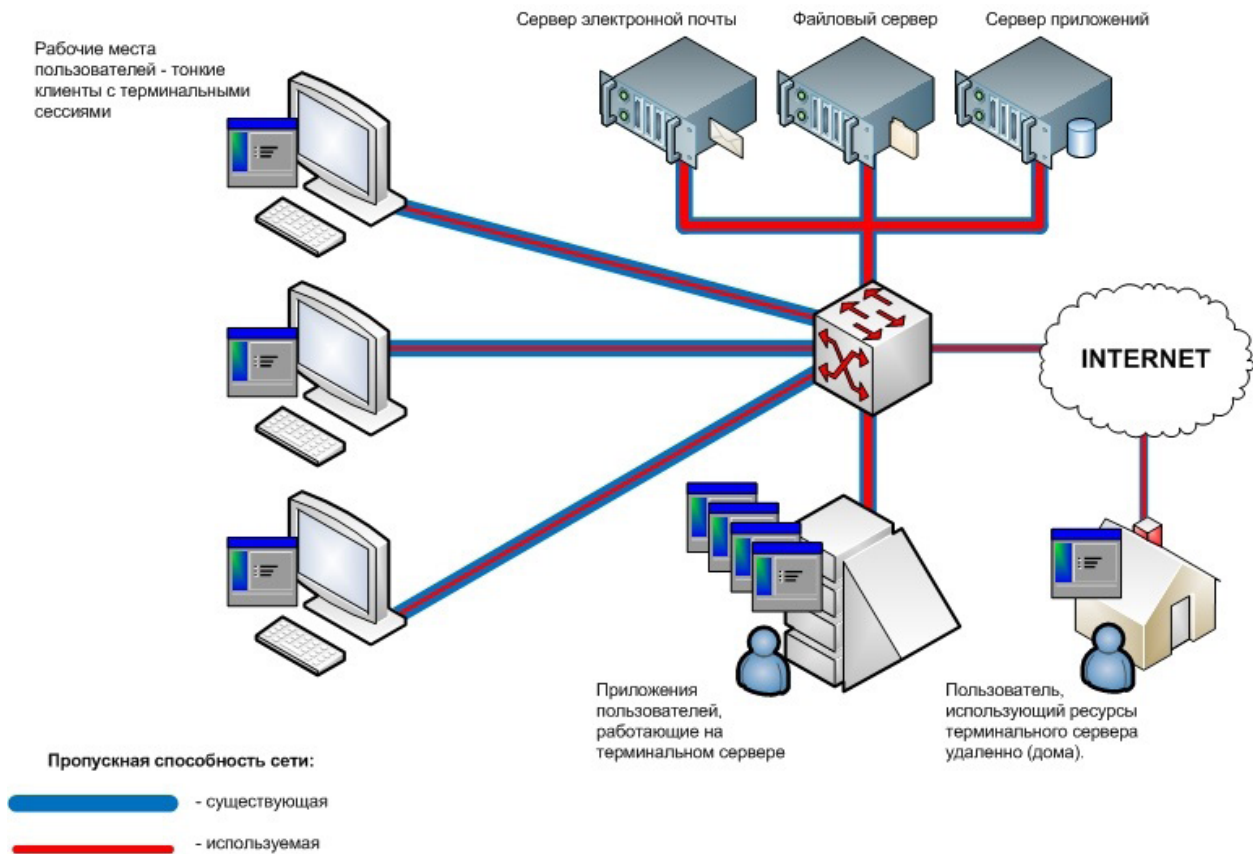 Сервер электронной почты
Файловый сервер
Сервер приложений
Рабочие места
пользователей - тонкие
клиенты с терминальными
сессиями
INTERNET
Приложения
пользователей,
работающие на
терминальном сервере
Пользователь,
использующий ресурсы
терминального сервера
удаленно (дома).
Пропускная способность сети:
- существующая
- используемая